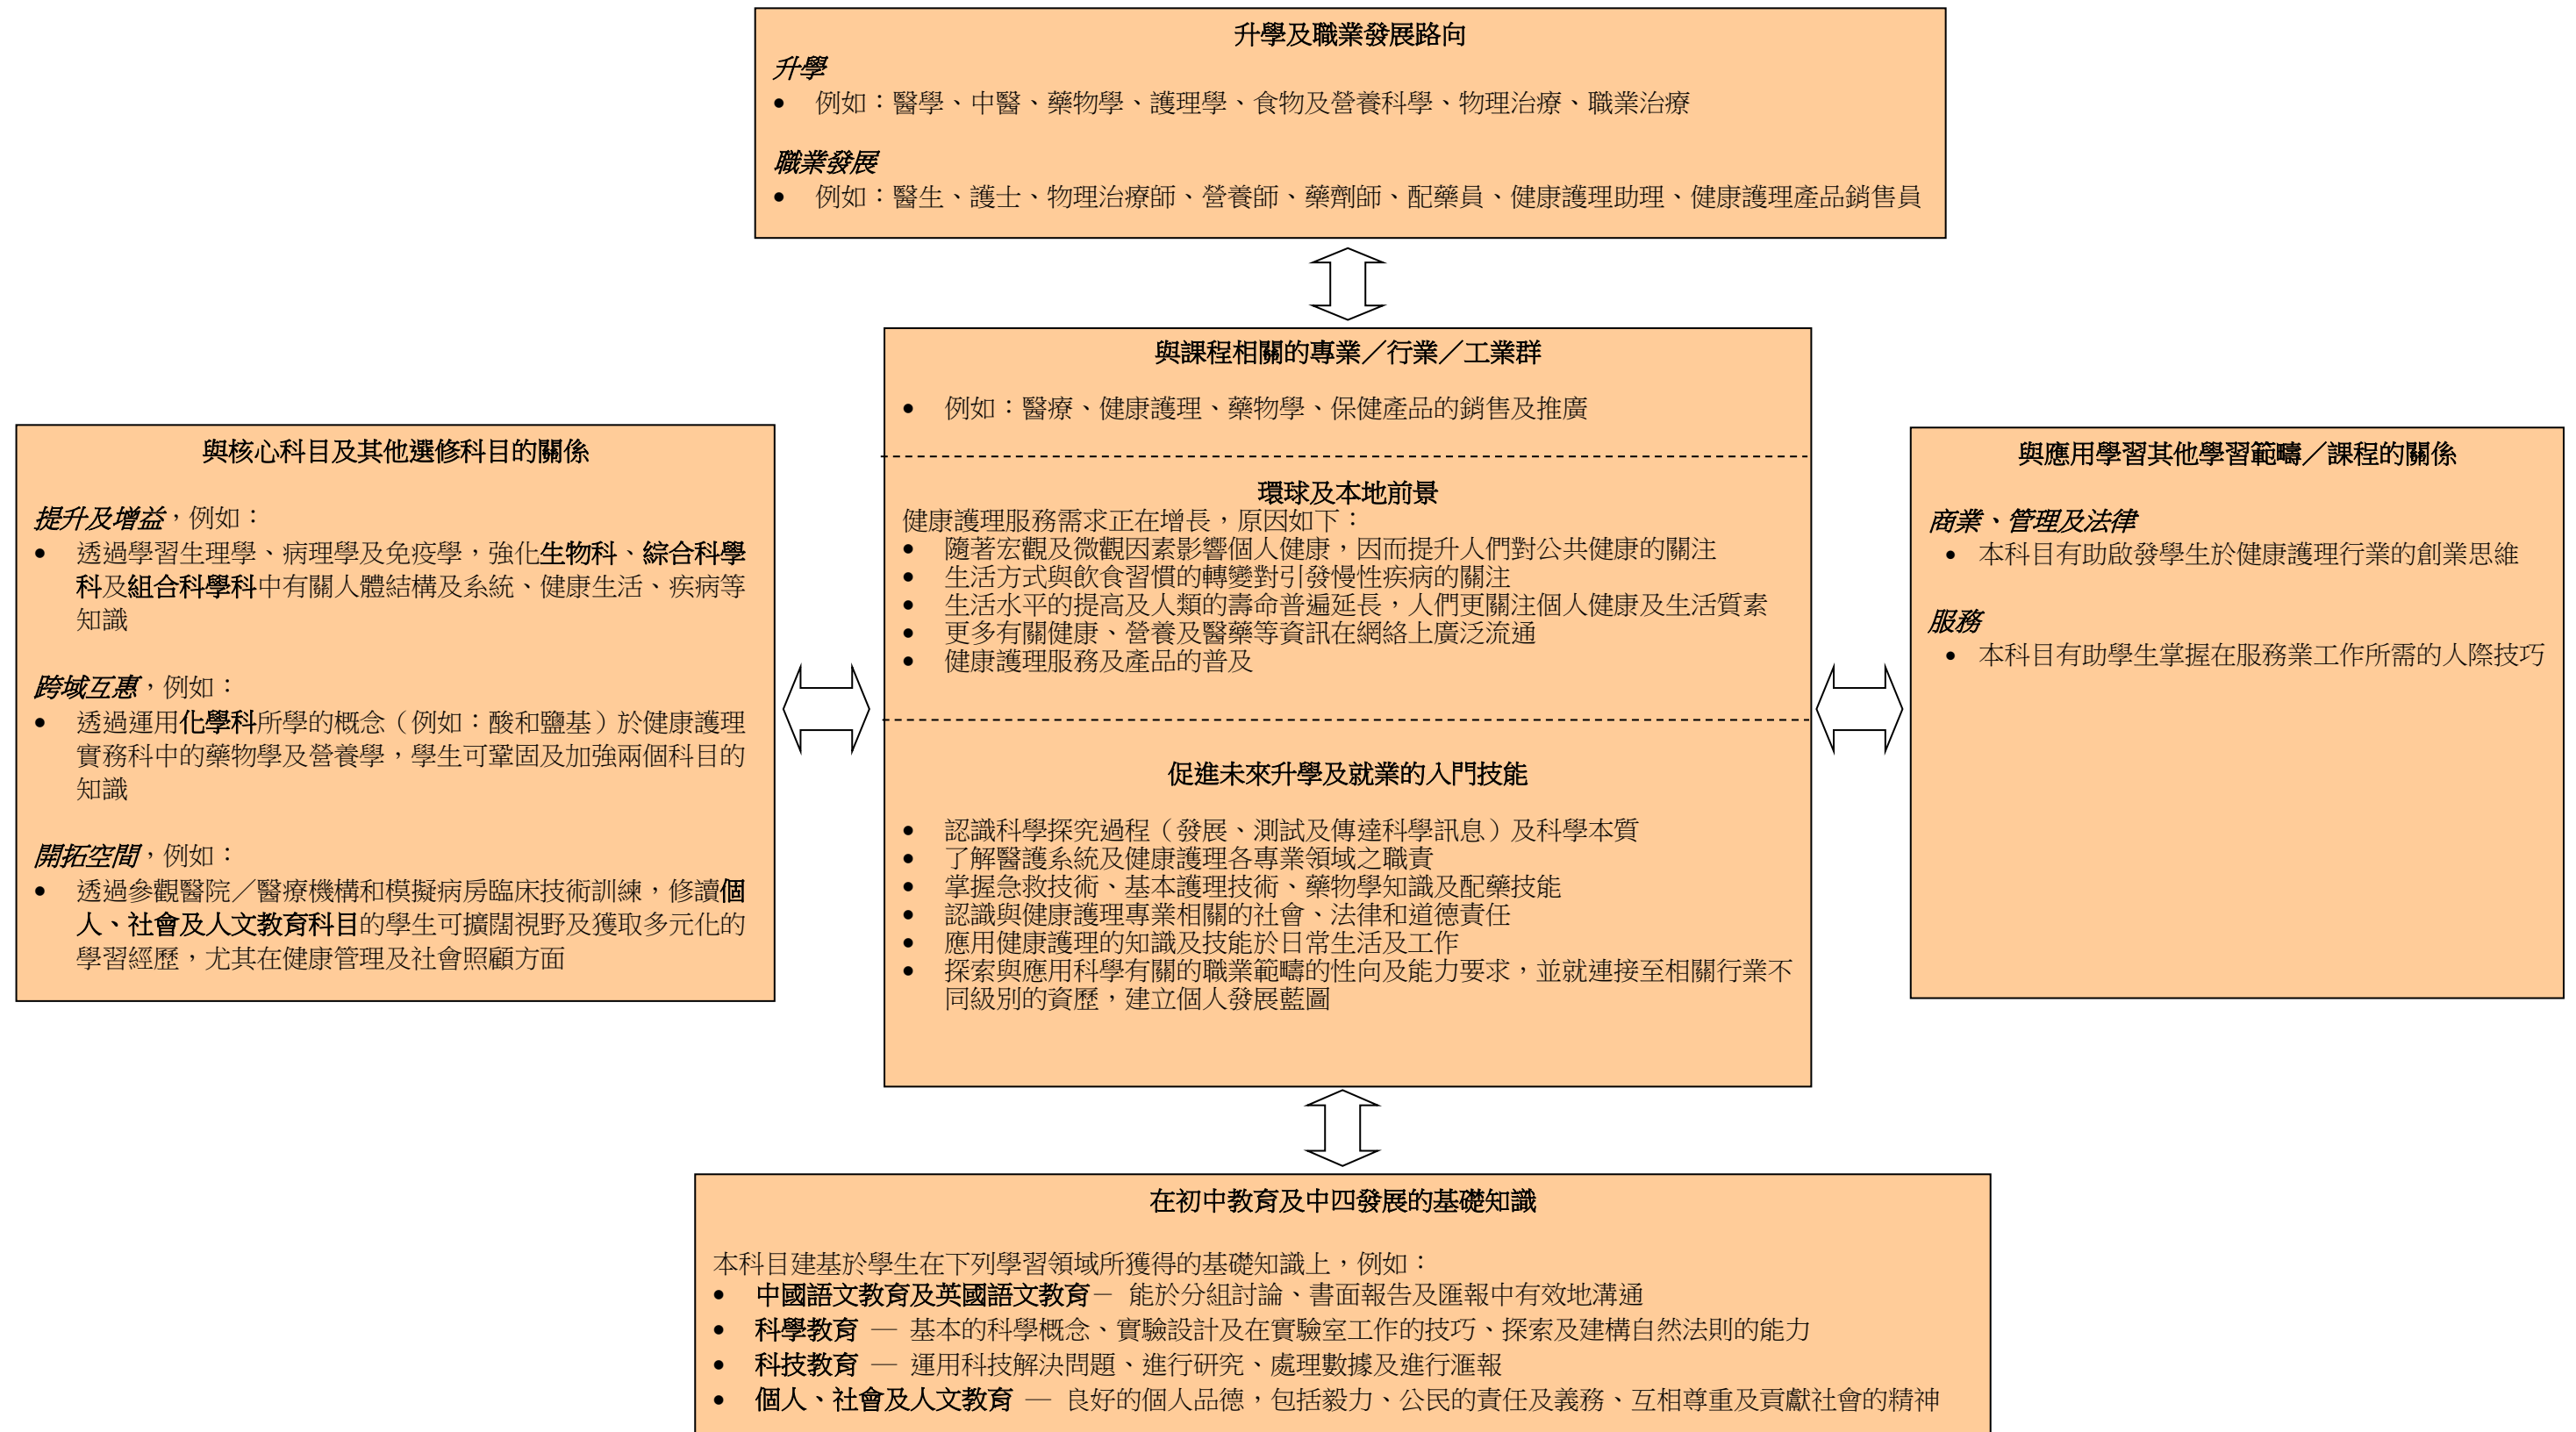 升學及職業發展路向
升學
• 例如：醫學、中醫、藥物學、護理學、食物及營養科學、物理治療、職業治療
職業發展
• 例如：醫生、護士、物理治療師、營養師、藥劑師、配藥員、健康護理助理、健康護理產品銷售員
與課程相關的專業／行業／工業群
• 例如：醫療、健康護理、藥物學、保健產品的銷售及推廣
環球及本地前景
健康護理服務需求正在增長，原因如下：
• 隨著宏觀及微觀因素影響個人健康，因而提升人們對公共健康的關注
• 生活方式與飲食習慣的轉變對引發慢性疾病的關注
• 生活水平的提高及人類的壽命普遍延長，人們更關注個人健康及生活質素
• 更多有關健康、營養及醫藥等資訊在網絡上廣泛流通
• 健康護理服務及產品的普及
促進未來升學及就業的入門技能
• 認識科學探究過程（發展、測試及傳達科學訊息）及科學本質
• 了解醫護系統及健康護理各專業領域之職責
• 掌握急救技術、基本護理技術、藥物學知識及配藥技能
• 認識與健康護理專業相關的社會、法律和道德責任
• 應用健康護理的知識及技能於日常生活及工作
• 探索與應用科學有關的職業範疇的性向及能力要求，並就連接至相關行業不
同級別的資歷，建立個人發展藍圖
與核心科目及其他選修科目的關係
提升及增益，例如：
• 透過學習生理學、病理學及免疫學，強化生物科、綜合科學
科及組合科學科中有關人體結構及系統、健康生活、疾病等
知識
跨域互惠，例如：
• 透過運用化學科所學的概念（例如：酸和鹽基）於健康護理
實務科中的藥物學及營養學，學生可鞏固及加強兩個科目的
知識
開拓空間，例如：
• 透過參觀醫院／醫療機構和模擬病房臨床技術訓練，修讀個
人、社會及人文教育科目的學生可擴闊視野及獲取多元化的
學習經歷，尤其在健康管理及社會照顧方面
與應用學習其他學習範疇／課程的關係
商業、管理及法律
• 本科目有助啟發學生於健康護理行業的創業思維
服務
• 本科目有助學生掌握在服務業工作所需的人際技巧
在初中教育及中四發展的基礎知識
本科目建基於學生在下列學習領域所獲得的基礎知識上，例如：
• 中國語文教育及英國語文教育－ 能於分組討論、書面報告及匯報中有效地溝通
• 科學教育 — 基本的科學概念、實驗設計及在實驗室工作的技巧、探索及建構自然法則的能力
• 科技教育 — 運用科技解決問題、進行研究、處理數據及進行滙報
• 個人、社會及人文教育 — 良好的個人品德，包括毅力、公民的責任及義務、互相尊重及貢獻社會的精神